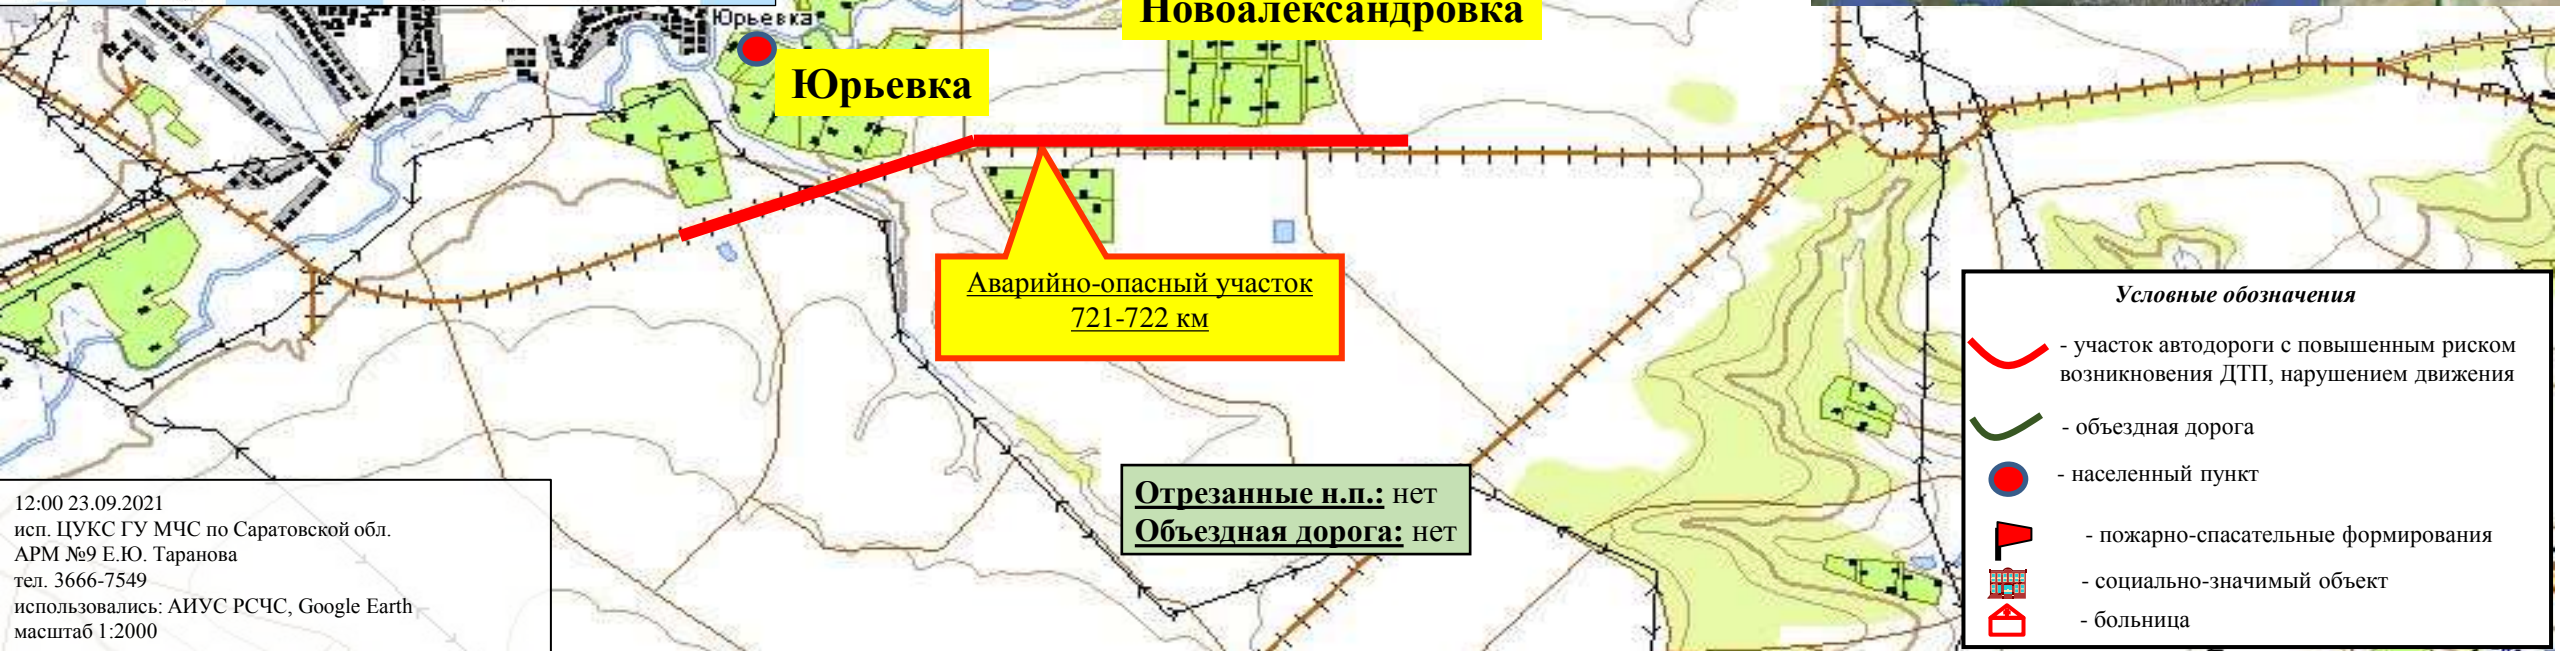 Юрьевка
Новоалександровка
Юрьевка
Аварийно-опасный участок
721-722 км
Условные обозначения
- участок автодороги с повышенным риском
возникновения ДТП, нарушением движения
- объездная дорога
- населенный пункт
- пожарно-спасательные формирования
- социально-значимый объект
- больница
Отрезанные н.п.: нет
Объездная дорога: нет
12:00 23.09.2021
исп. ЦУКС ГУ МЧС по Саратовской обл.
АРМ №9 Е.Ю. Таранова
тел. 3666-7549
использовались: АИУС РСЧС, Google Earth
масштаб 1:2000